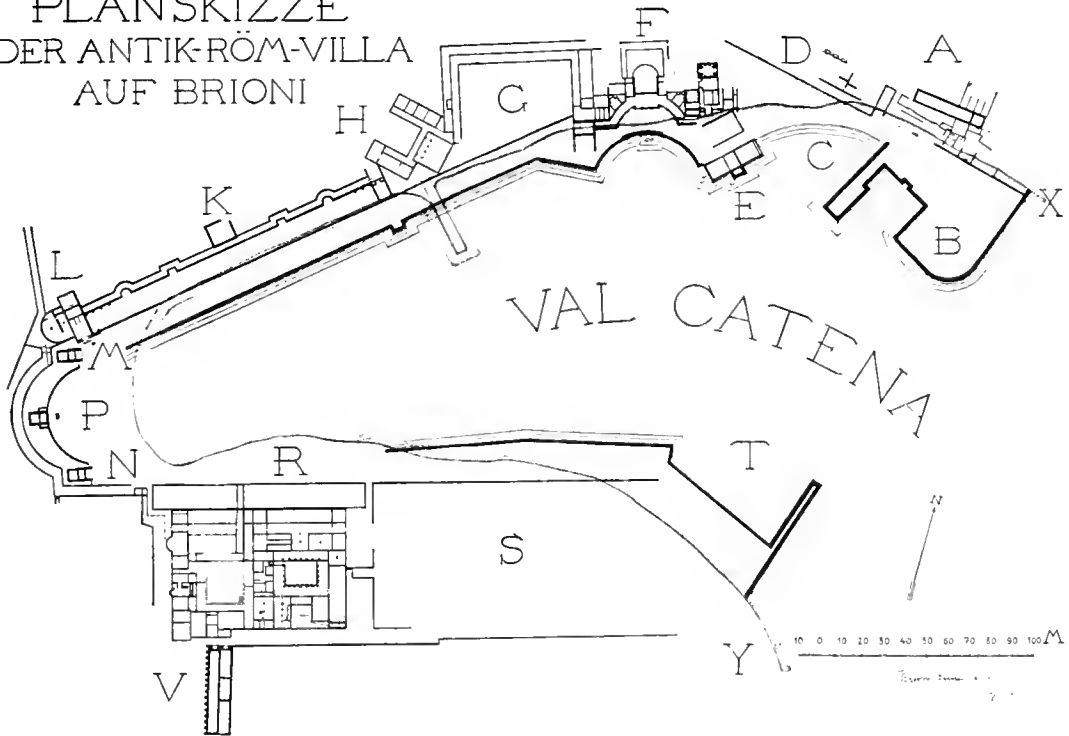 PLANSKIZZE
DER ANTIK-RÖM-VILLA
AUF BRIONI
F
D
A
G
H
C
K
E
X
B
L
VAL CATENA
M
P
N
R
T
N
S
10 0 10 20 30 40 50 60 70 80 90 100 M
Y
V